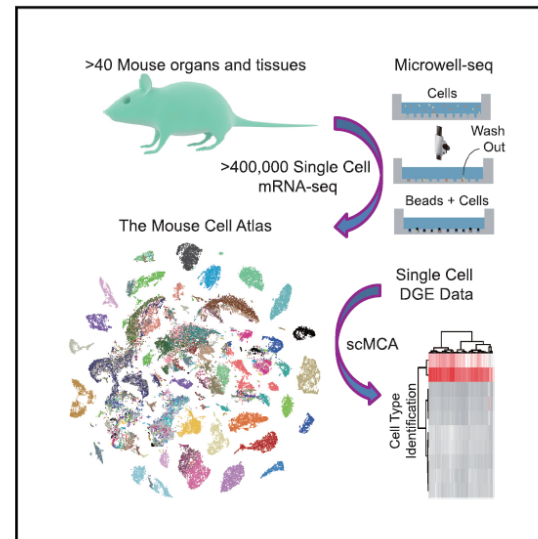 >40 Mouse organs and tissues
Microwell-seq
Cells
Wash
Out
>400,000 Single Cell
mRNA-seq
Beads + Cells
The Mouse Cell Atlas
Single Cell
DGE Data
scMCA
Cell Type
Identification